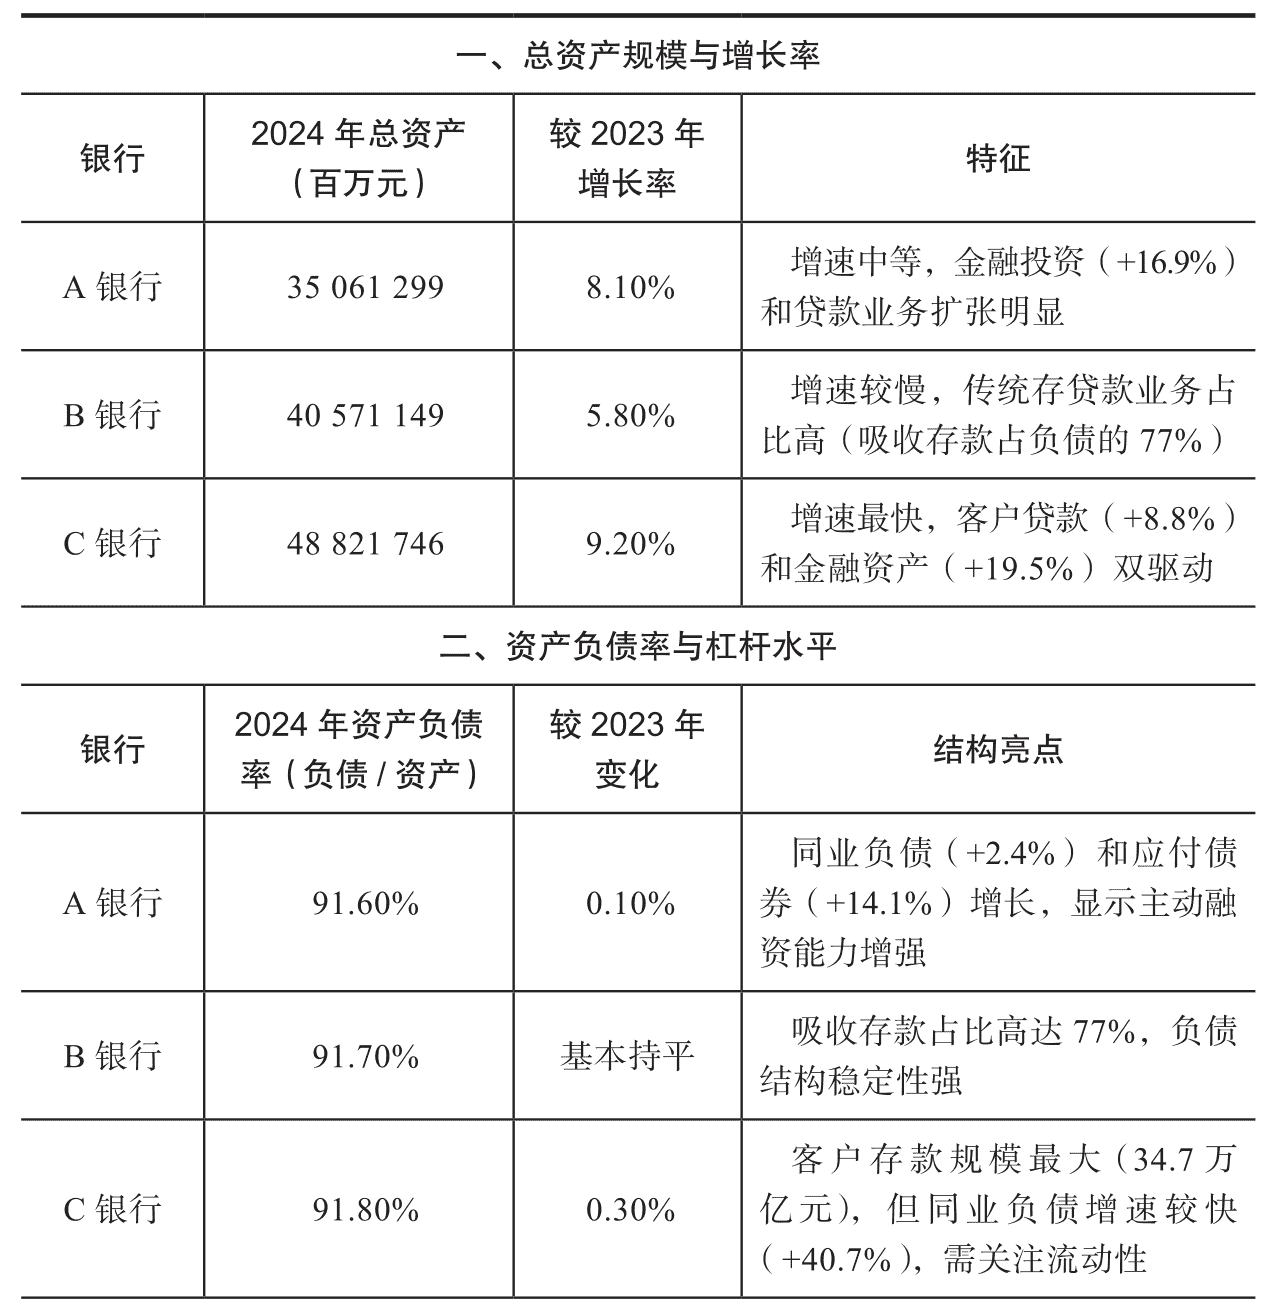 一、总资产规模与增长率
银行
2024 年总资产
（百万元）
较 2023 年
增长率
特征
A 银行
35 061 299
8.10%
增速中等，金融投资（+16.9%）
和贷款业务扩张明显
B 银行
40 571 149
5.80%
增速较慢，传统存贷款业务占
比高（吸收存款占负债的 77%）
C 银行
48 821 746
9.20%
增速最快，客户贷款（+8.8%）
和金融资产（+19.5%）双驱动
二、资产负债率与杠杆水平
银行
2024 年资产负债
率（负债 / 资产）
较 2023 年
变化
结构亮点
A 银行
91.60%
0.10%
同业负债（+2.4%）和应付债
券（+14.1%）增长，显示主动融
资能力增强
B 银行
91.70%
基本持平
吸收存款占比高达 77%，负债
结构稳定性强
C 银行
91.80%
0.30%
客户存款规模最大（34.7 万
亿元），但同业负债增速较快
（+40.7%），需关注流动性